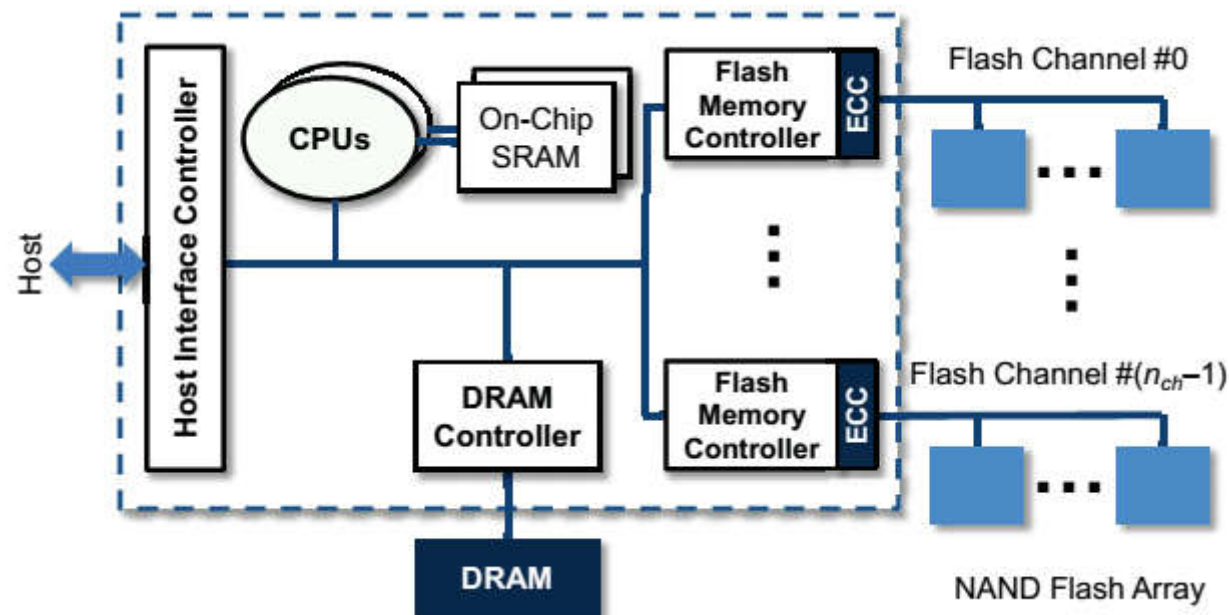 Host
Host Interface Controller
CPUs
On-Chip
SRAM
DRAM
Controller
DRAM
Flash
Memory
Controller
ECC
Flash Channel #0
Flash
Memory
Controller
ECC
Flash Channel #(n_ch–1)
NAND Flash Array